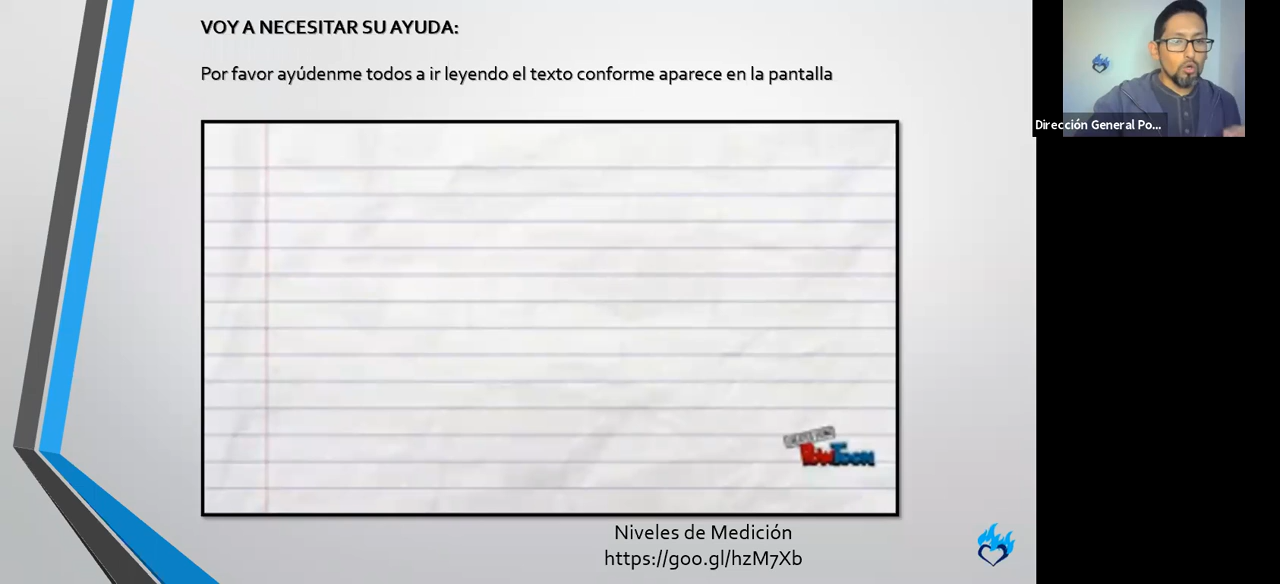 VOY A NECESITAR SU AYUDA:
Por favor ayúdenme todos a ir leyendo el texto conforme aparece en la pantalla
Dirección General Po...
POWTOON
Niveles de Medición
https://goo.gl/hzM7Xb